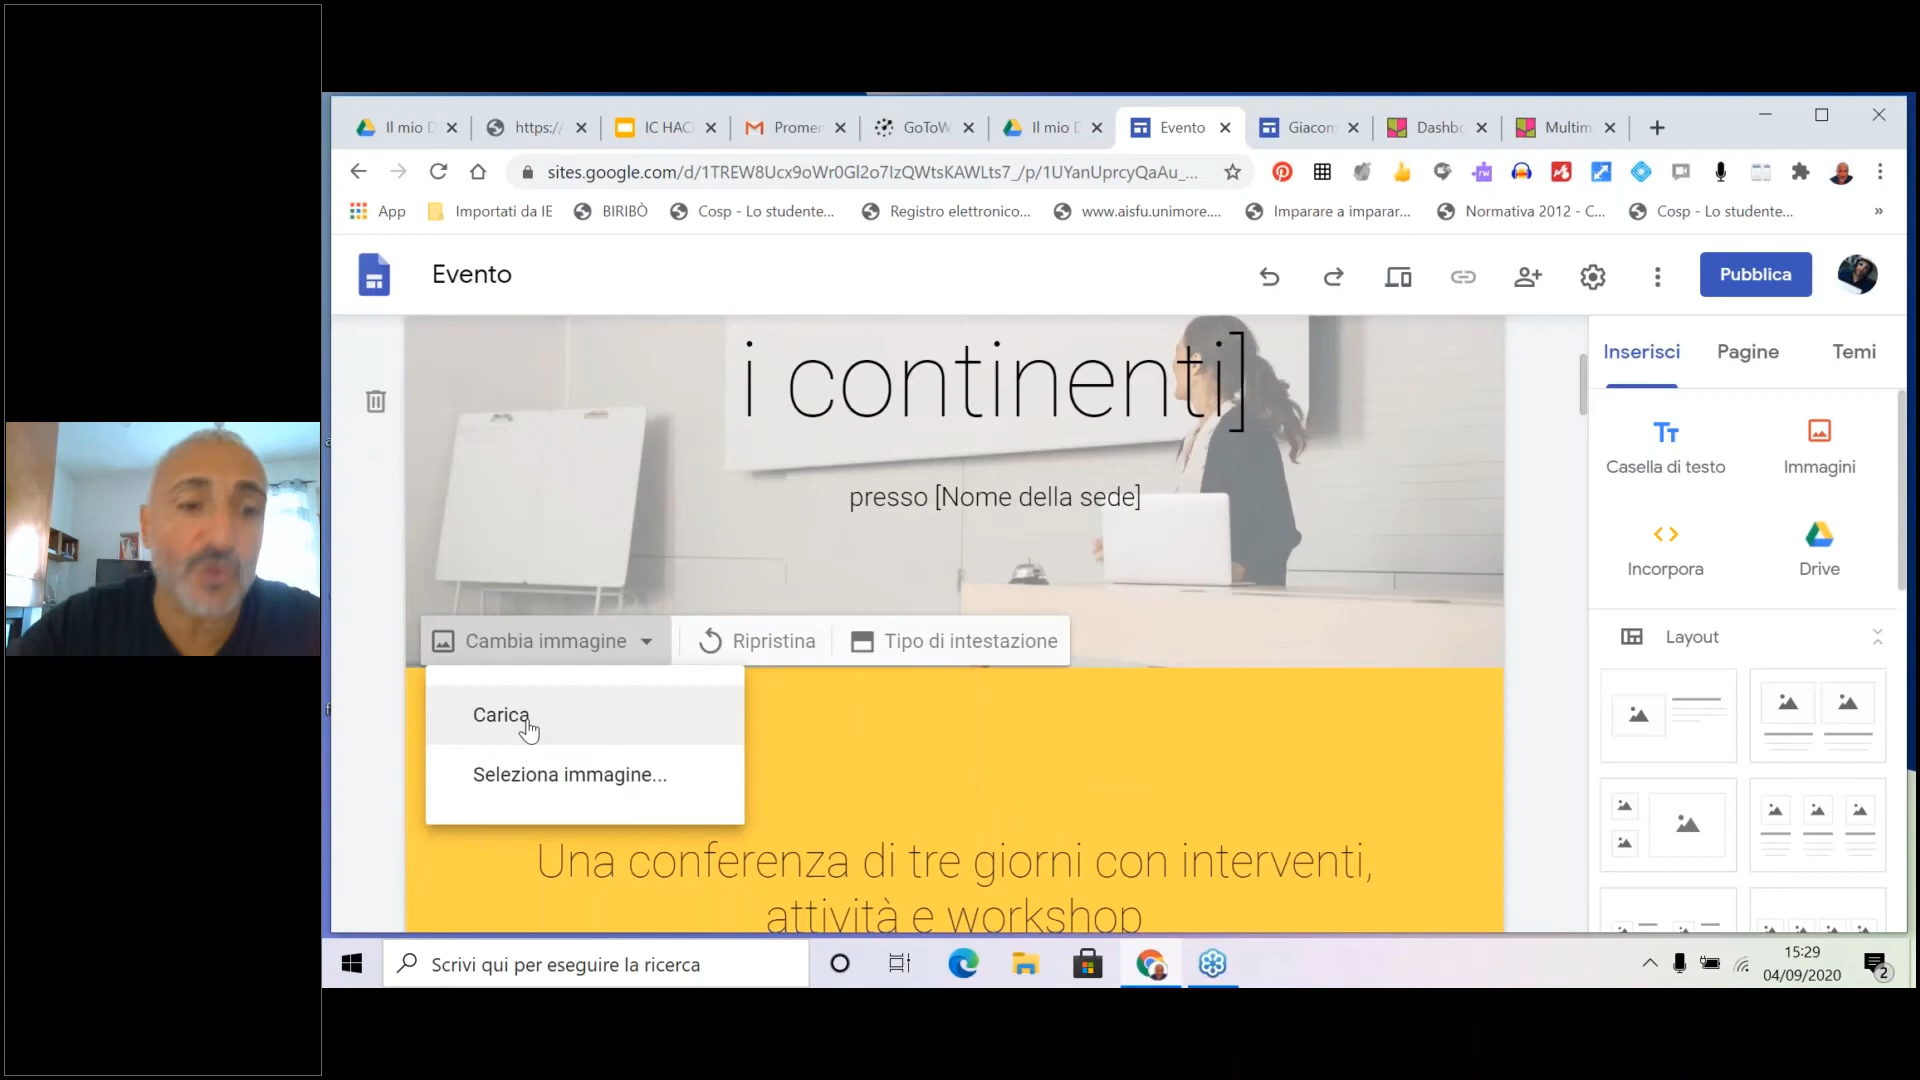 Il mio D
https:/
IC HAC
Promer
GoToW
Il mio D
Evento
Giacom
Dashbo
Multim
sites.google.com/d/1TREW8Ucx9oWr0Gl2o7IzQWtsKAWLts7_/p/1UYanUprcyQaAu_...
rw
App
Importati da IE
BIRIBÒ
Cosp - Lo studente...
Registro elettronico...
www.aisfu.unimore....
Imparare a imparar...
Normativa 2012 - C...
Cosp - Lo studente...
»
Evento
Pubblica
Inserisci
Pagine
Temi
i continenti]
presso [Nome della sede]
Tт
Casella di testo
Immagini
Incorpora
Drive
Layout
Cambia immagine
Ripristina
Tipo di intestazione
Carica
Seleziona immagine...
Una conferenza di tre giorni con interventi,
attività e workshop
Scrivi qui per eseguire la ricerca
15:29
04/09/2020
2